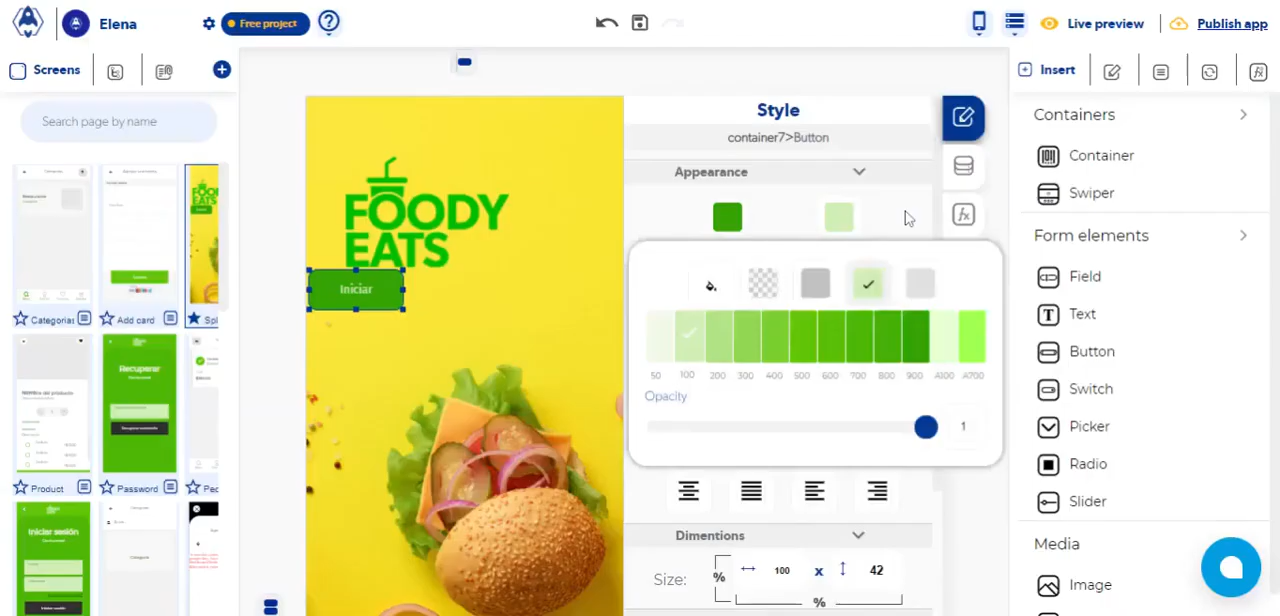 Elena
Free project
Live preview
Publish app
Screens
Insert
Search page by name
Style
container7>Button
Appearance
Containers
Container
Swiper
Form elements
Field
Text
Button
Switch
Picker
Radio
Slider
Media
Image
FOODY
EATS
Iniciar
50 100 200 300 400 500 600 700 800 900 A100 A700
Opacity
1
Dimentions
Size:
%
100
x
42
%
Categorias
Add card
Spl
Recuperar
Product
Password
Pec
Iniciar sesión